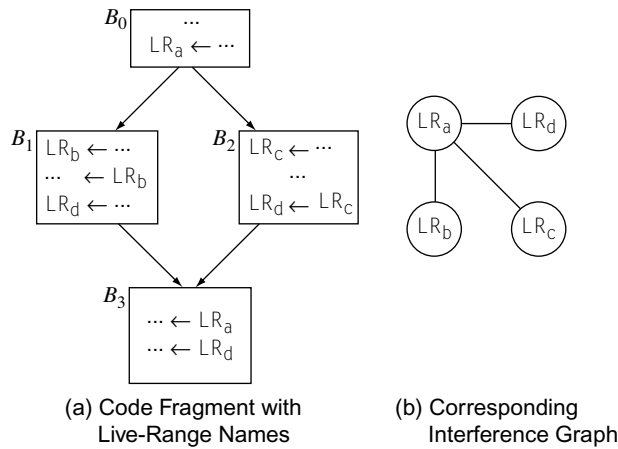 B0
...
LRa ← ...
B1
LRb ← ...
... ← LRb
LRd ← ...
B2
LRc ← ...
...
LRd ← LRc
B3
... ← LRa
... ← LRd
LRa
LRd
LRb
LRc
(a) Code Fragment with
Live-Range Names
(b) Corresponding
Interference Graph